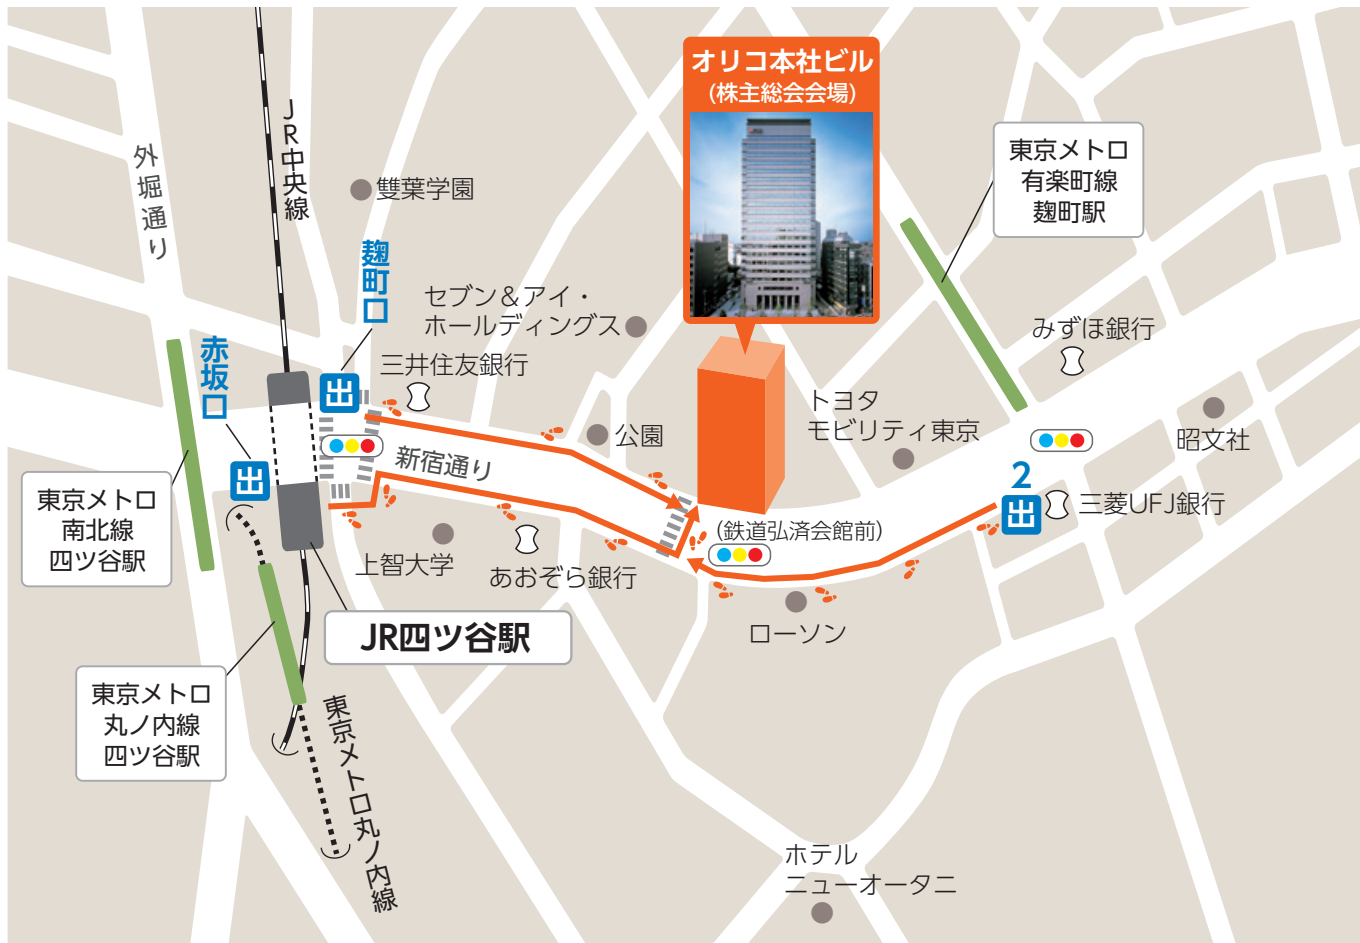 オリコ本社ビル
(株主総会会場)
JR中央線
外堀通り
雙葉学園
東京メトロ
有楽町線
麹町駅
麹町口
セブン＆アイ・
ホールディングス
みずほ銀行
赤坂口
三井住友銀行
出
トヨタ
モビリティ東京
昭文社
公園
新宿通り
出
東京メトロ
南北線
四ツ谷駅
2
出
三菱UFJ銀行
(鉄道弘済会館前)
上智大学
あおぞら銀行
ローソン
JR四ツ谷駅
東京メトロ
丸ノ内線
四ツ谷駅
東京メトロ丸ノ内線
ホテル
ニューオータニ